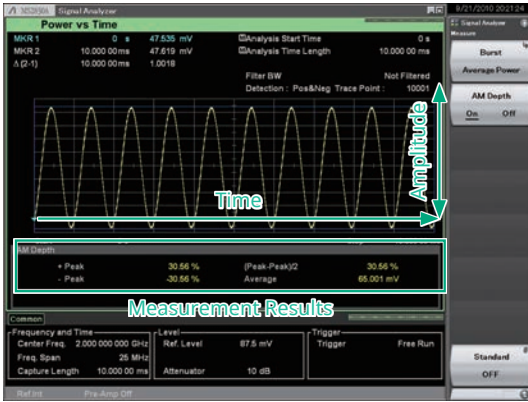 MS2830A Signal Analyzer
9/21/2010 20:21:24
Power vs Time
MKR 1 0 s 47.535 mV Analysis Start Time 0 s
MKR 2 10.000 00 ms 47.619 mV Analysis Time Length 10.000 00 ms
Δ (2-1) 10.000 00 ms 1.0018
Filter BW Not Filtered
Detection : Pos&Neg Trace Point : 10001
Amplitude
Time
AM Depth
+ Peak 30.56 % (Peak-Peak)/2 30.56 %
- Peak -30.56 % Average 65.001 mV
Measurement Results
Common
Frequency and Time
Center Freq. 2.000 000 000 GHz
Freq. Span 25 MHz
Capture Length 10.000 00 ms
Level
Ref. Level 87.5 mV
Attenuator 10 dB
Trigger
Trigger Free Run
Ref.Int Pre-Amp Off
Signal Analyzer
Measure
Burst
Average Power
AM Depth
On Off
Standard
OFF